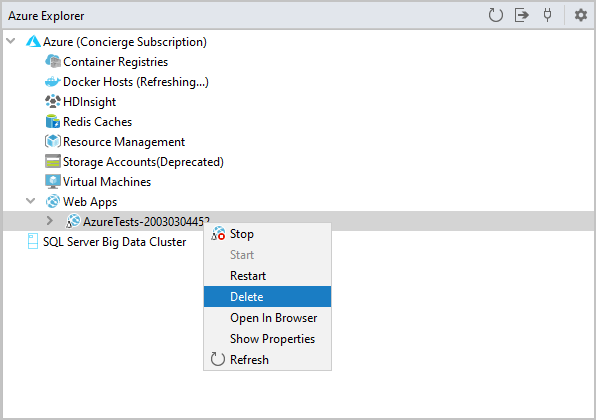 Azure Explorer
Azure (Concierge Subscription)
Container Registries
Docker Hosts (Refreshing...)
HDInsight
Redis Caches
Resource Management
Storage Accounts(Deprecated)
Virtual Machines
Web Apps
AzureTests-20030304452
SQL Server Big Data Cluster
Stop
Start
Restart
Delete
Open In Browser
Show Properties
Refresh